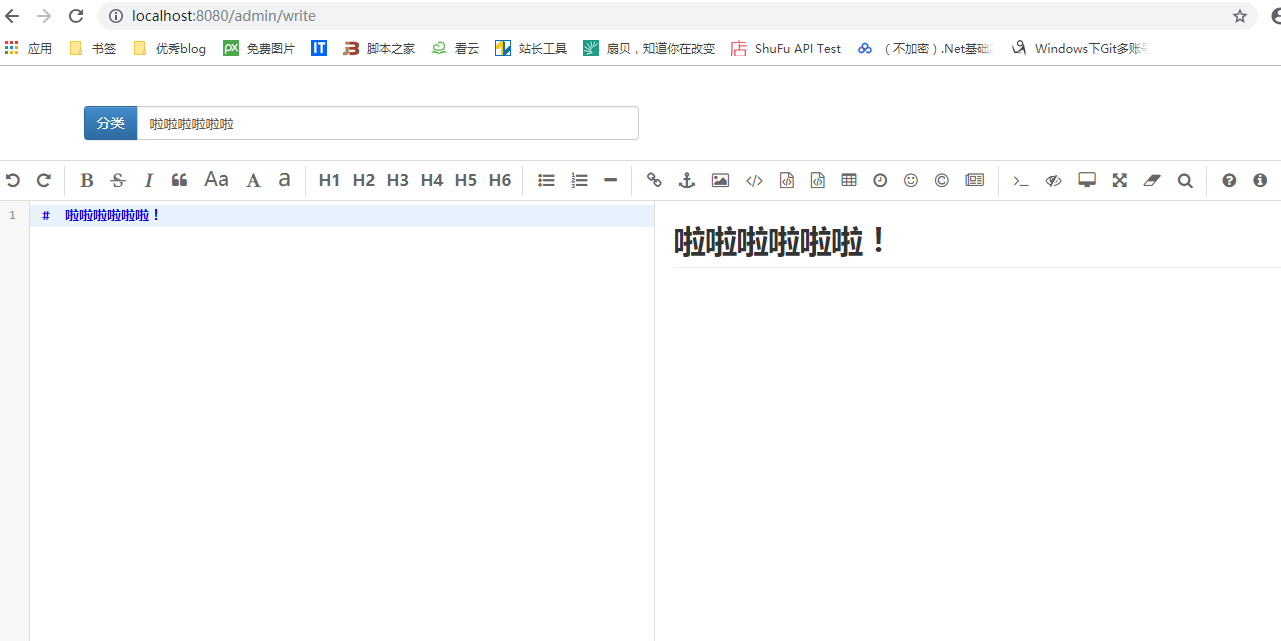 localhost:8080/admin/write
应用 书签 优秀blog 免费图片 IT 脚本之家 看云 站长工具 扇贝，知道你在改变 ShuFu API Test （不加密）.Net基础 Windows下Git多账号
分类 啦啦啦啦啦啦
B S I Aa A a H1 H2 H3 H4 H5 H6
1 # 啦啦啦啦啦啦！
啦啦啦啦啦啦！